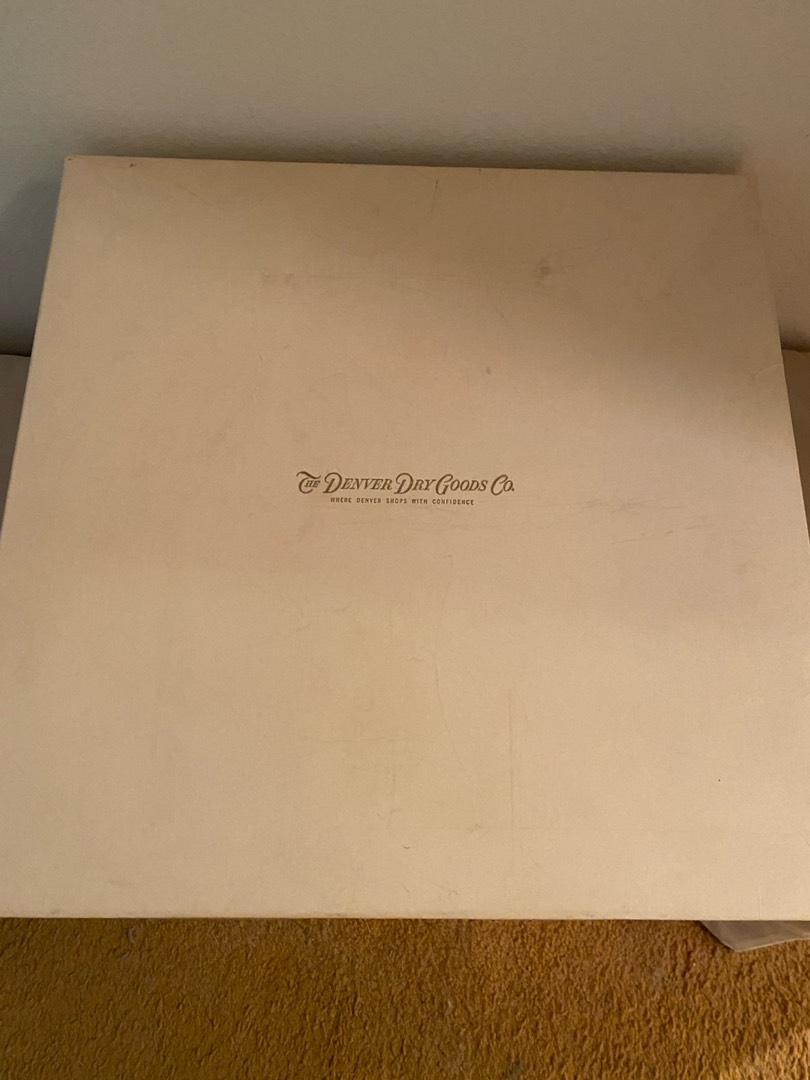 The Denver Dry Goods Co.
WHERE DENVER SHOPS WITH CONFIDENCE